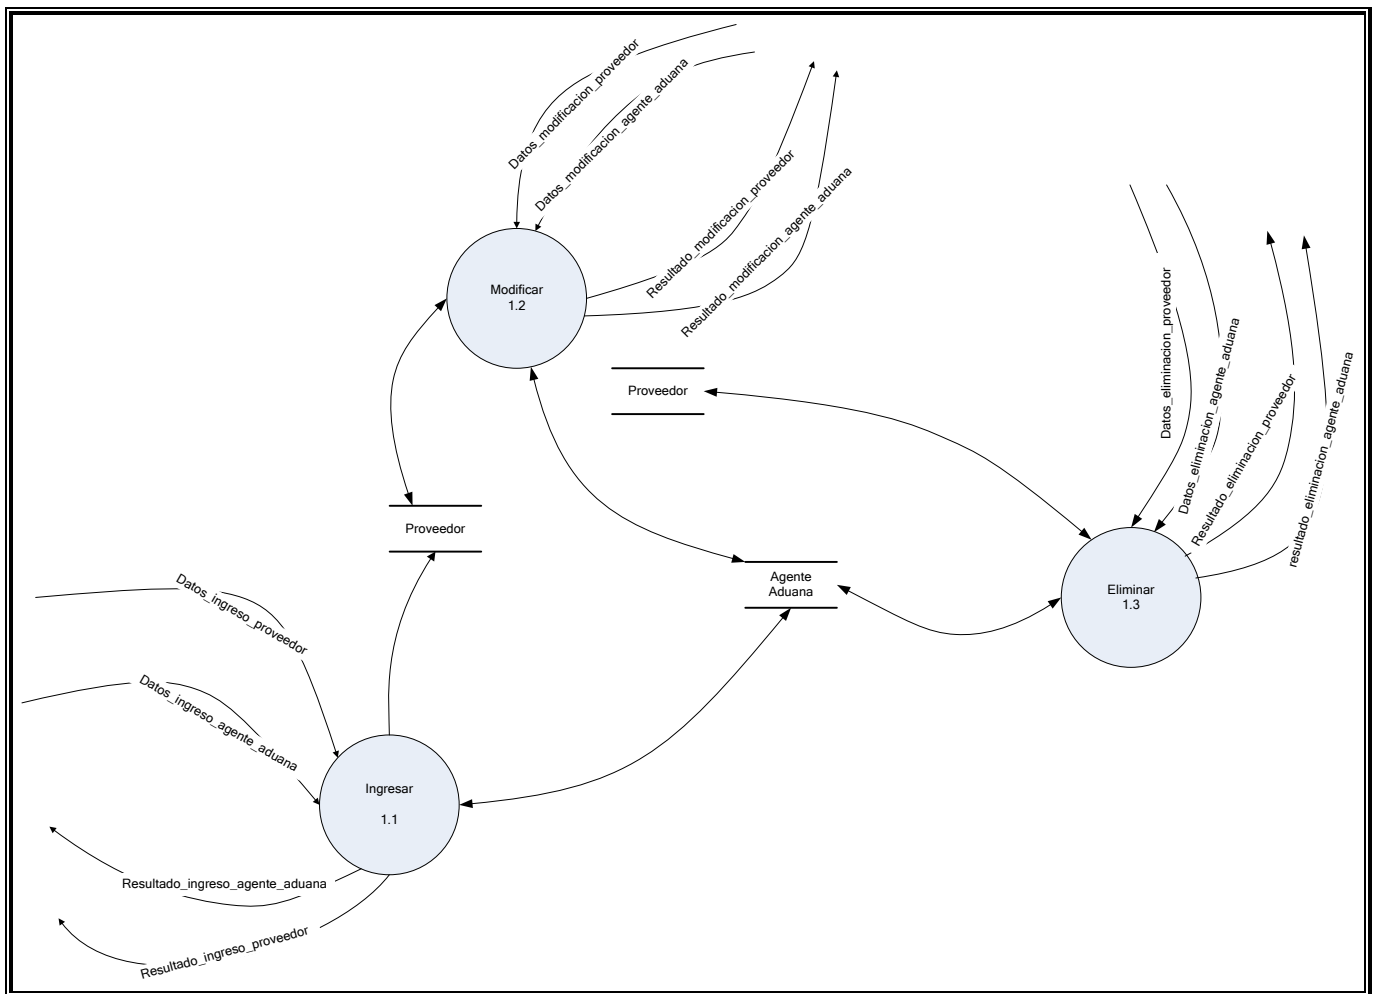 Datos_modificacion_proveedor
Datos_modificacion_agente_aduana
Resultado_modificacion_proveedor
Resultado_modificacion_agente_aduana
Modificar
1.2
Proveedor
Datos_eliminacion_proveedor
Datos_eliminacion_agente_aduana
Resultado_eliminacion_proveedor
resultado_eliminacion_agente_aduana
Proveedor
Agente
Aduana
Eliminar
1.3
Datos_ingreso_proveedor
Datos_ingreso_agente_aduana
Ingresar
1.1
Resultado_ingreso_agente_aduana
Resultado_ingreso_proveedor